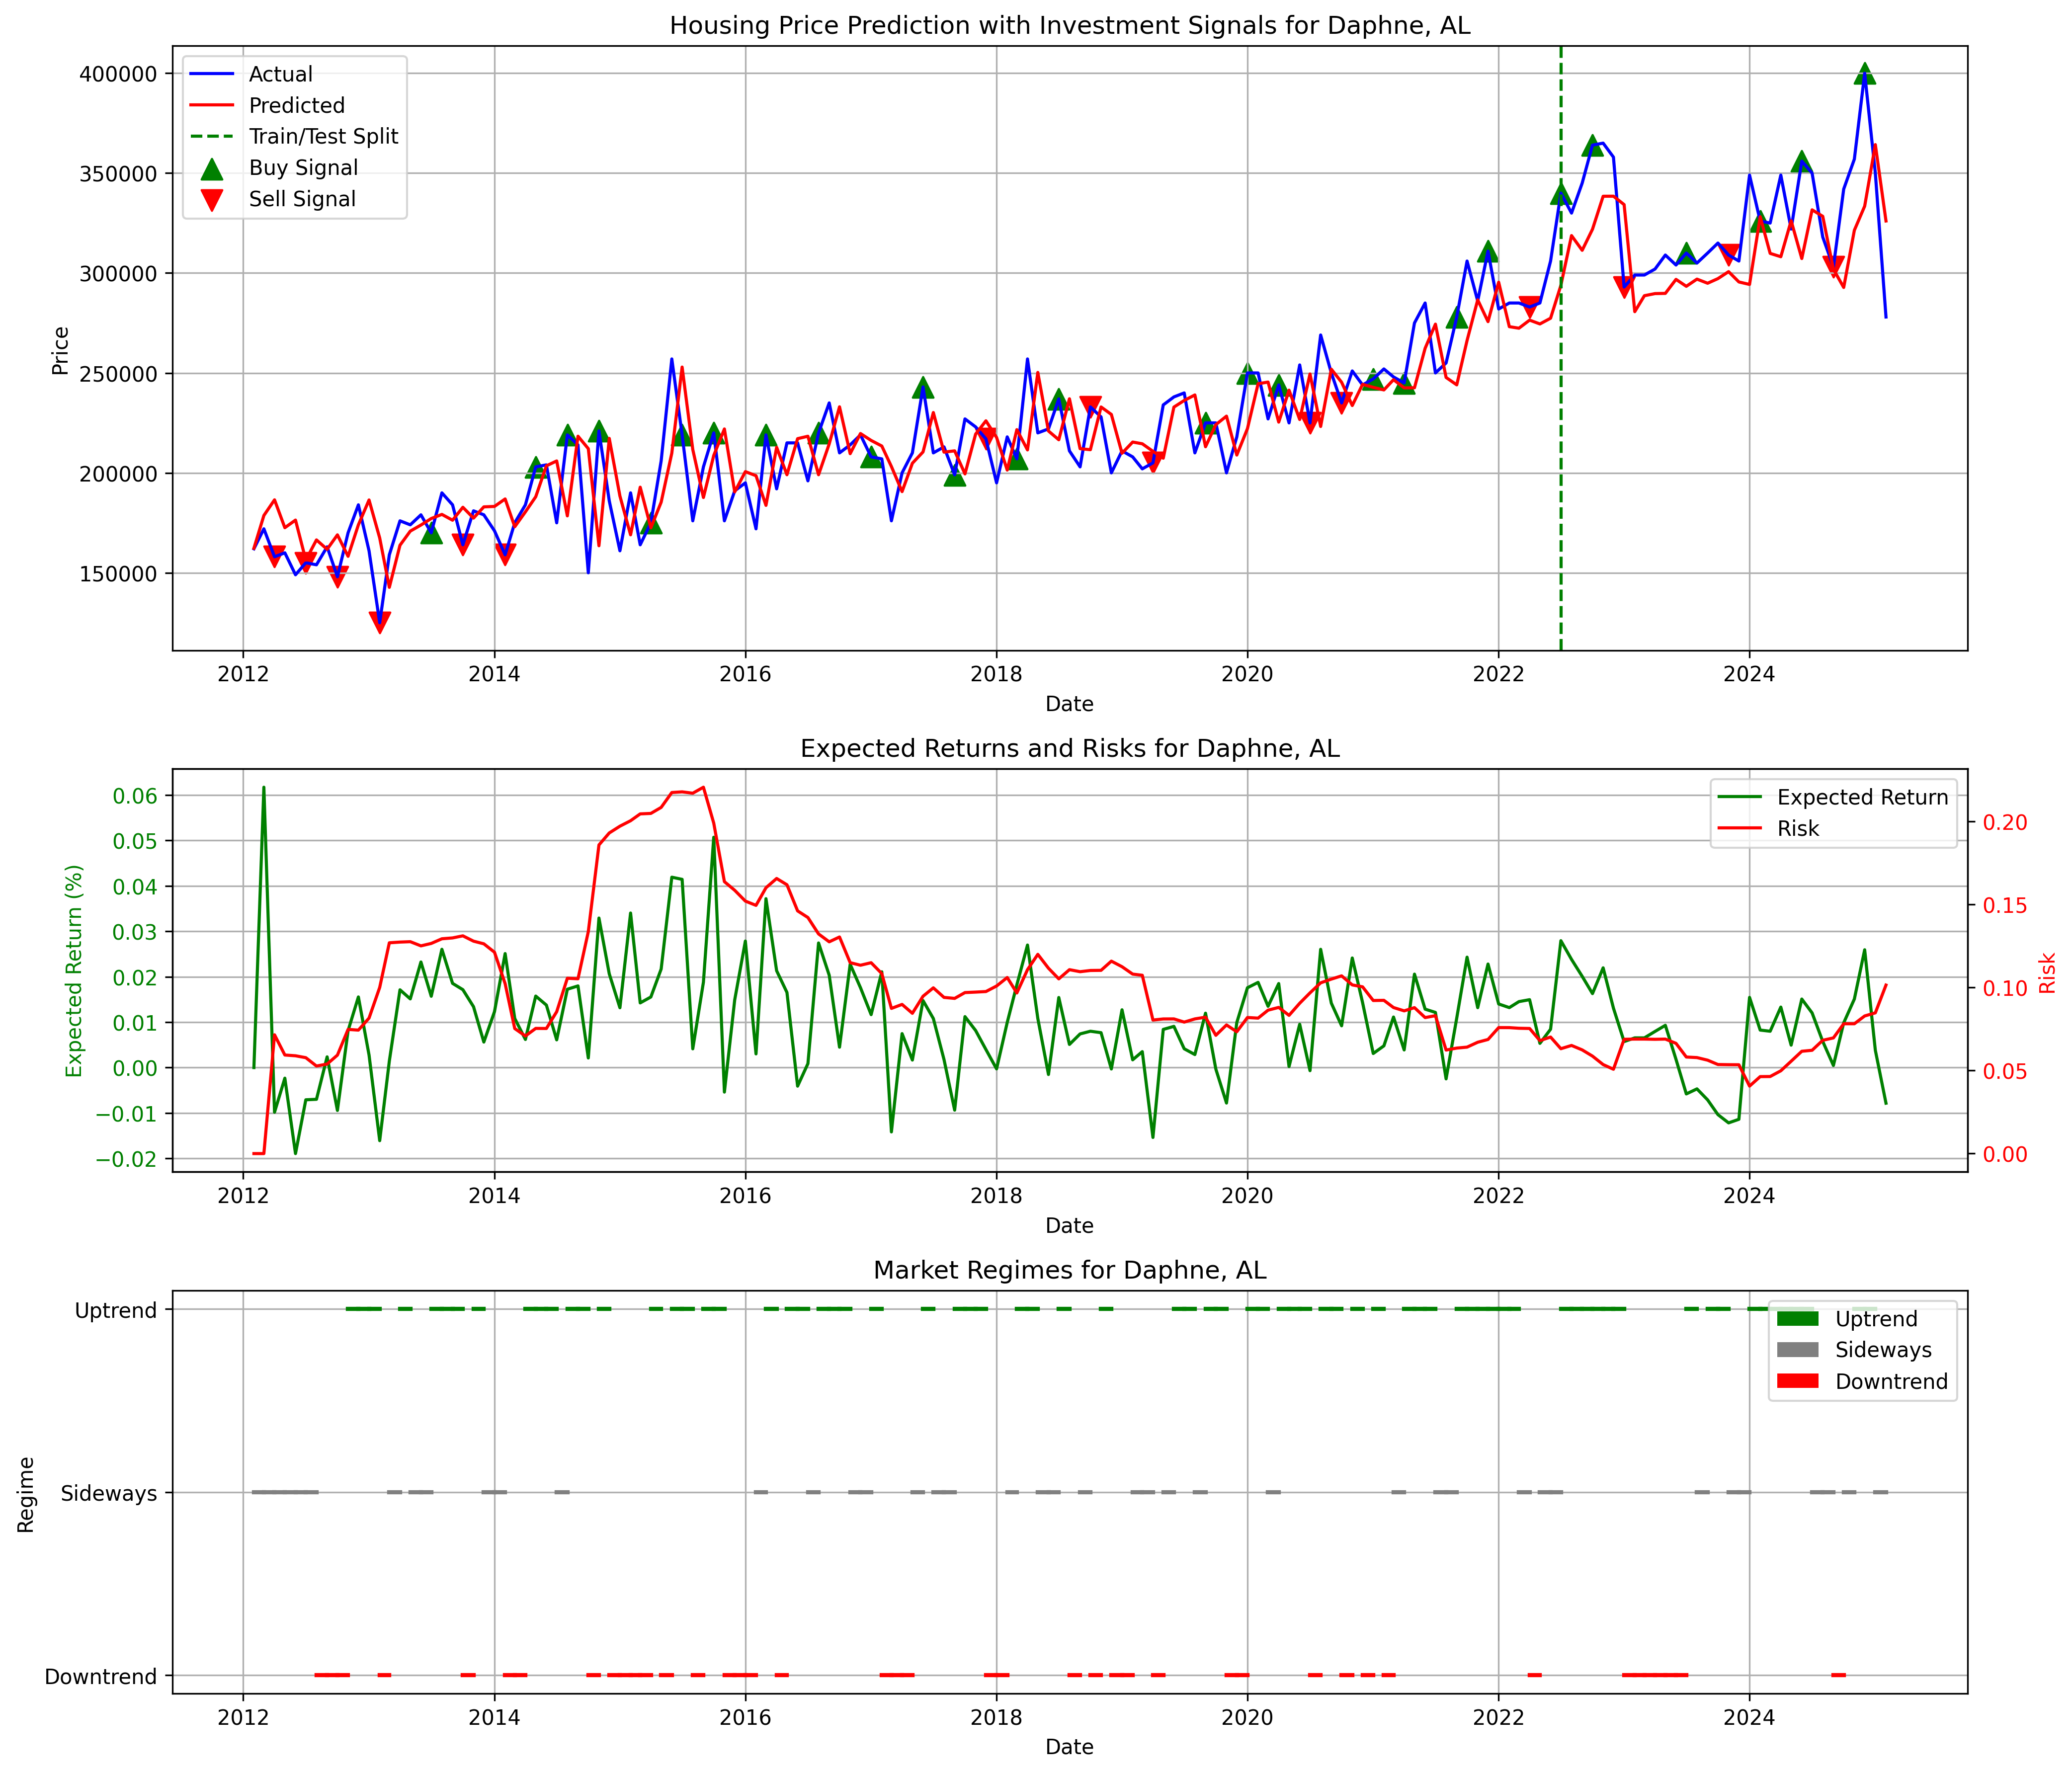 Housing Price Prediction with Investment Signals for Daphne, AL
Actual
Predicted
Train/Test Split
Buy Signal
Sell Signal
400000
350000
300000
250000
200000
150000
Price
2012 2014 2016 2018 2020 2022 2024
Date
Expected Returns and Risks for Daphne, AL
Expected Return
Risk
0.06
0.05
0.04
0.03
0.02
0.01
0.00
−0.01
−0.02
Expected Return (%)
0.20
0.15
0.10
0.05
0.00
Risk
2012 2014 2016 2018 2020 2022 2024
Date
Market Regimes for Daphne, AL
Uptrend
Sideways
Downtrend
Uptrend
Sideways
Downtrend
Regime
2012 2014 2016 2018 2020 2022 2024
Date